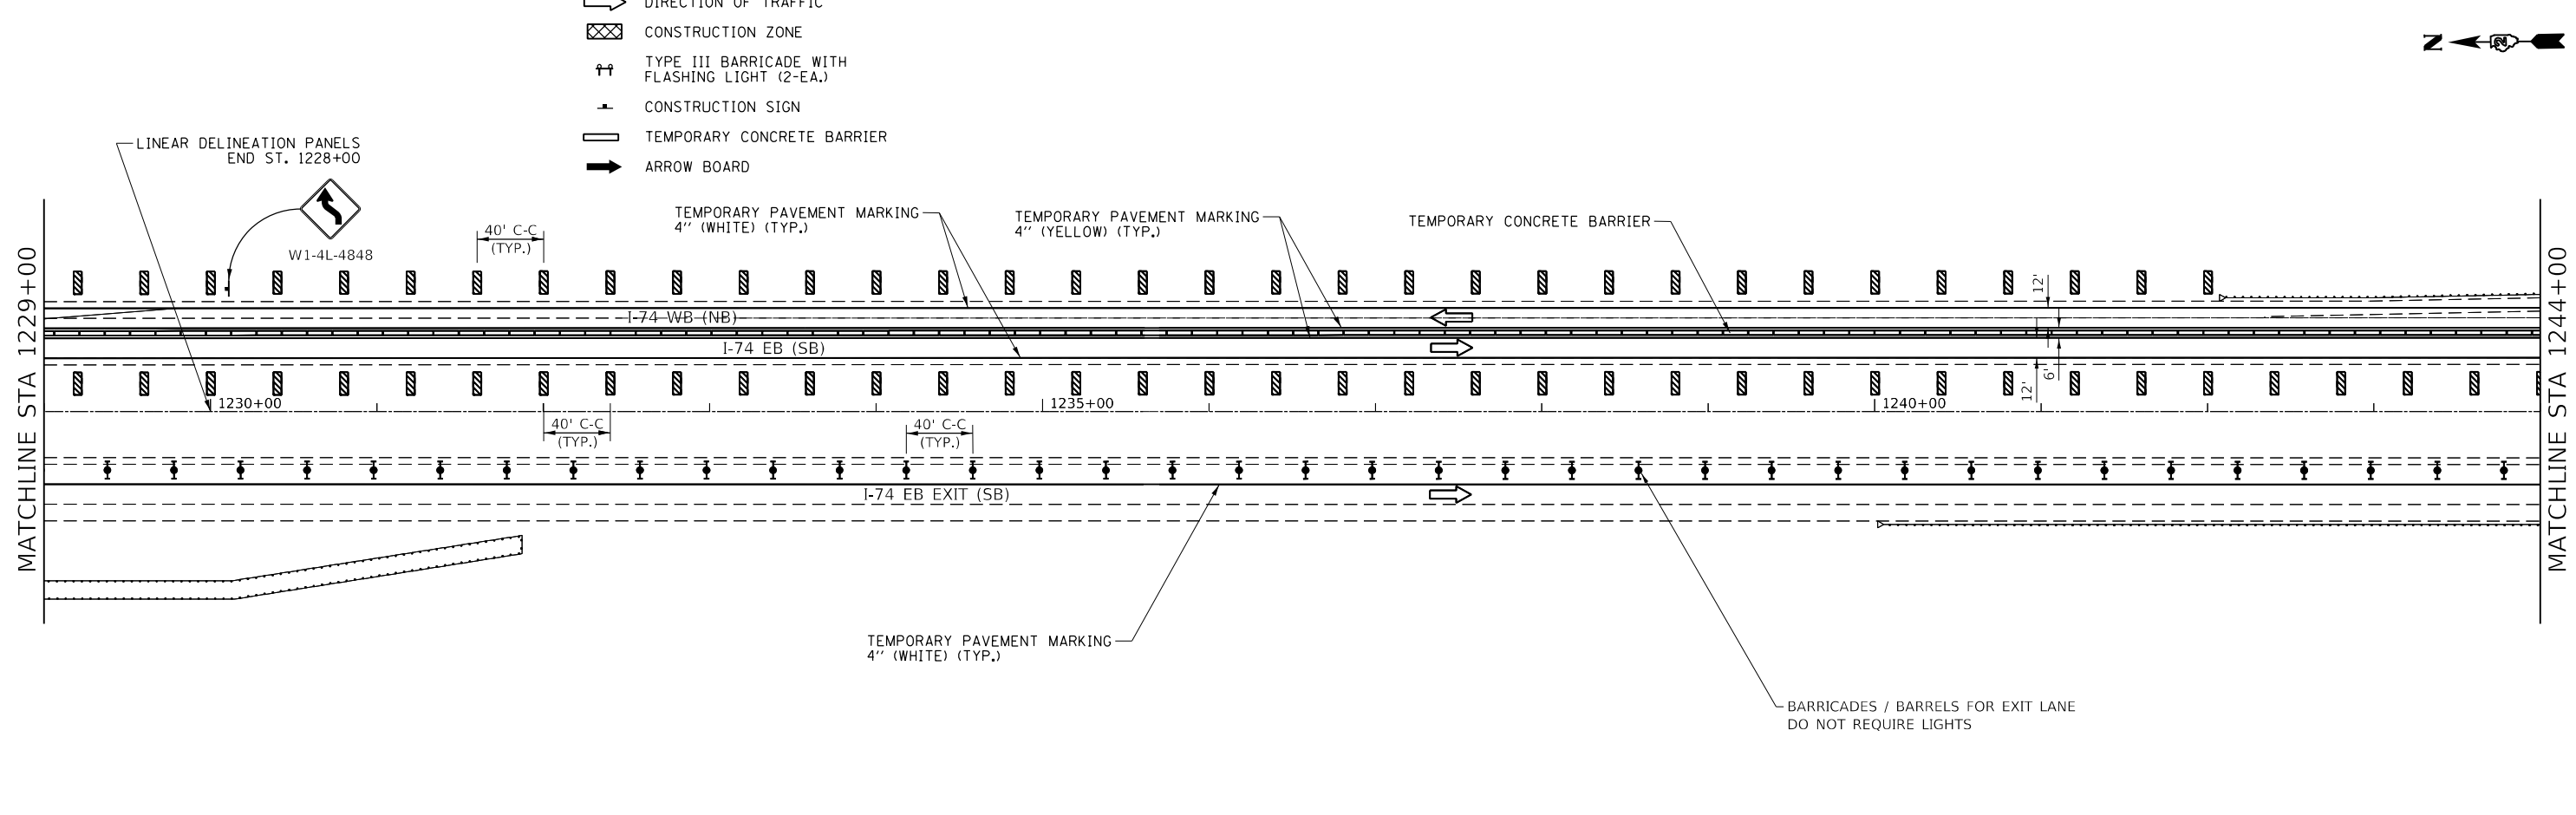 DIRECTION OF TRAFFIC
CONSTRUCTION ZONE
TYPE III BARRICADE WITH
FLASHING LIGHT (2-EA.)
CONSTRUCTION SIGN
TEMPORARY CONCRETE BARRIER
ARROW BOARD
N
LINEAR DELINEATION PANELS
END ST. 1228+00
W1-4L-4848
40' C-C
(TYP.)
TEMPORARY PAVEMENT MARKING
4'' (WHITE) (TYP.)
TEMPORARY PAVEMENT MARKING
4'' (YELLOW) (TYP.)
TEMPORARY CONCRETE BARRIER
MATCHLINE STA 1229+00
I-74 WB (NB)
I-74 EB (SB)
12'
6'
12'
1230+00
1235+00
1240+00
40' C-C
(TYP.)
40' C-C
(TYP.)
I-74 EB EXIT (SB)
MATCHLINE STA 1244+00
TEMPORARY PAVEMENT MARKING
4'' (WHITE) (TYP.)
BARRICADES / BARRELS FOR EXIT LANE
DO NOT REQUIRE LIGHTS